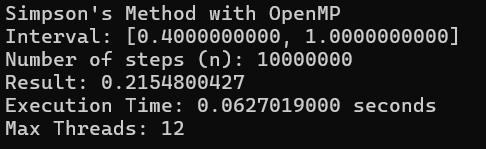 Simpson's Method with OpenMP
Interval: [0.4000000000, 1.0000000000]
Number of steps (n): 10000000
Result: 0.2154800427
Execution Time: 0.0627019000 seconds
Max Threads: 12